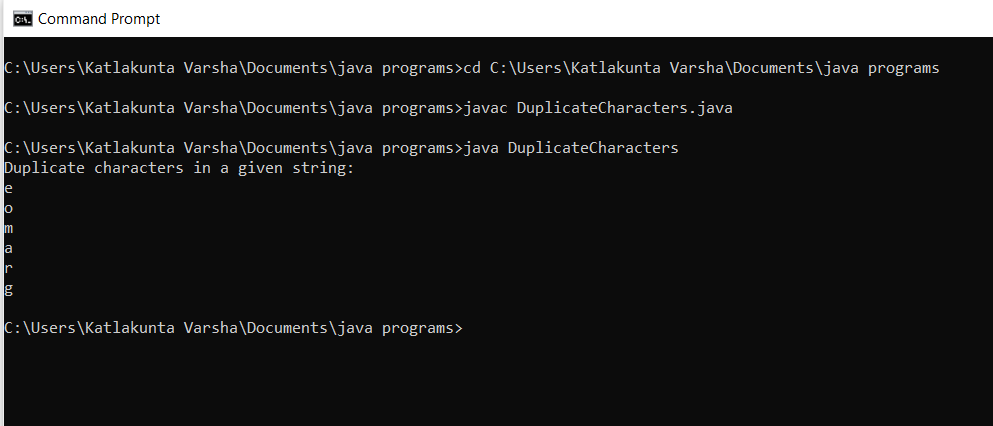 Command Prompt
C:\Users\Katlakunta Varsha\Documents\java programs>cd C:\Users\Katlakunta Varsha\Documents\java programs
C:\Users\Katlakunta Varsha\Documents\java programs>javac DuplicateCharacters.java
C:\Users\Katlakunta Varsha\Documents\java programs>java DuplicateCharacters
Duplicate characters in a given string:
e
o
m
a
r
g
C:\Users\Katlakunta Varsha\Documents\java programs>